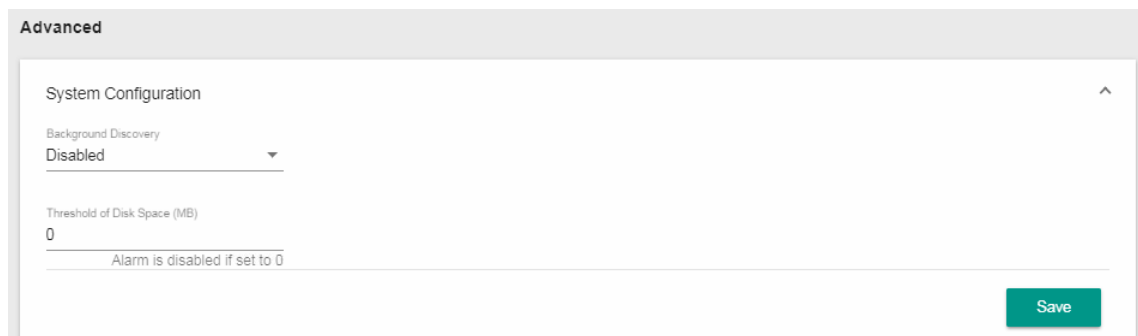 Advanced
System Configuration
Background Discovery
Disabled
Threshold of Disk Space (MB)
0
Alarm is disabled if set to 0
Save